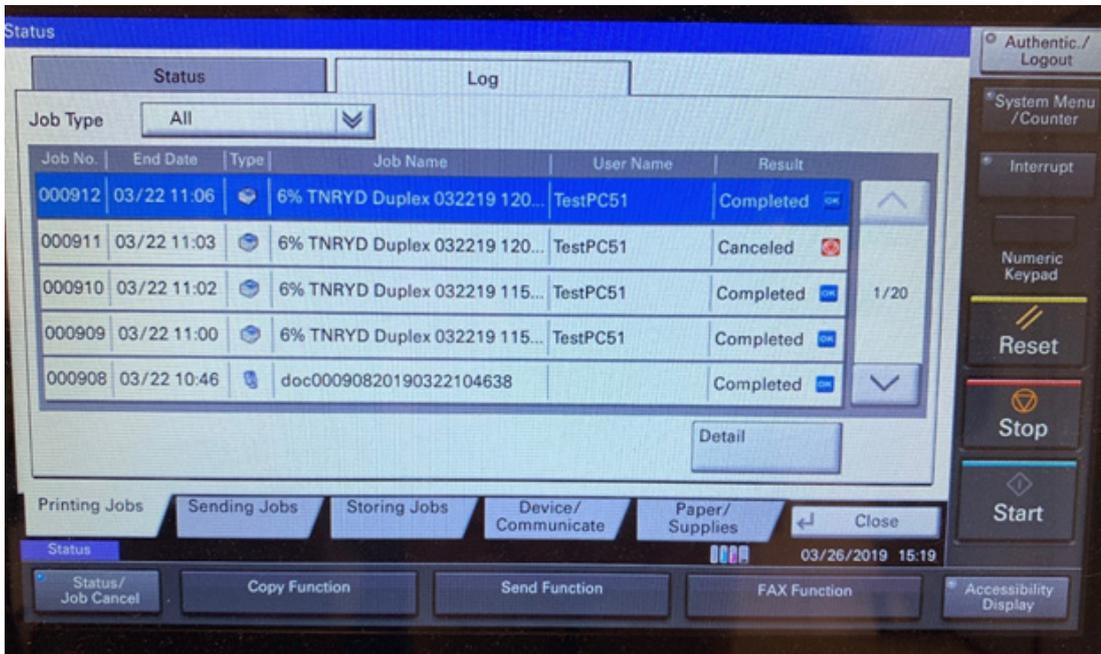 Status
Authentic./
Logout
Status Log
System Menu
/Counter
Job Type All
Job No. End Date Type Job Name User Name Result
Interrupt
000912 03/22 11:06 6% TNRYD Duplex 032219 120... TestPC51 Completed OK
000911 03/22 11:03 6% TNRYD Duplex 032219 120... TestPC51 Canceled
Numeric
Keypad
000910 03/22 11:02 6% TNRYD Duplex 032219 115... TestPC51 Completed OK
1/20
000909 03/22 11:00 6% TNRYD Duplex 032219 115... TestPC51 Completed OK
Reset
000908 03/22 10:46 doc00090820190322104638 Completed OK
Stop
Detail
Printing Jobs Sending Jobs Storing Jobs Device/
Communicate Paper/
Supplies Close
Start
Status 03/26/2019 15:19
Status/
Job Cancel Copy Function Send Function FAX Function Accessibility
Display